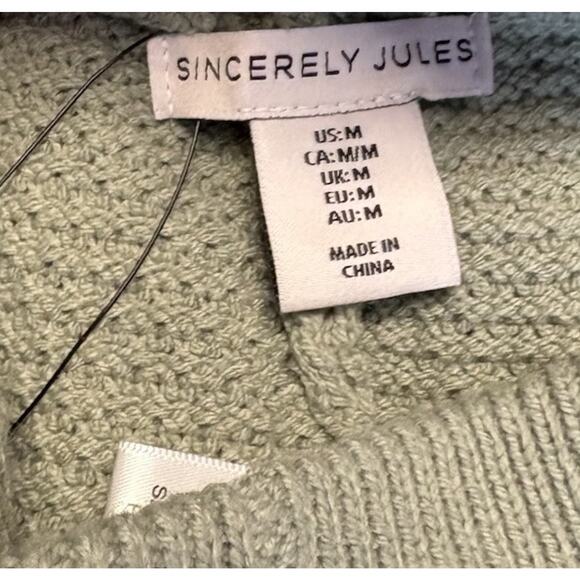 SINCERELY JULES
US: M
CA: M/M
UK: M
EU: M
AU: M
MADE IN
CHINA
S